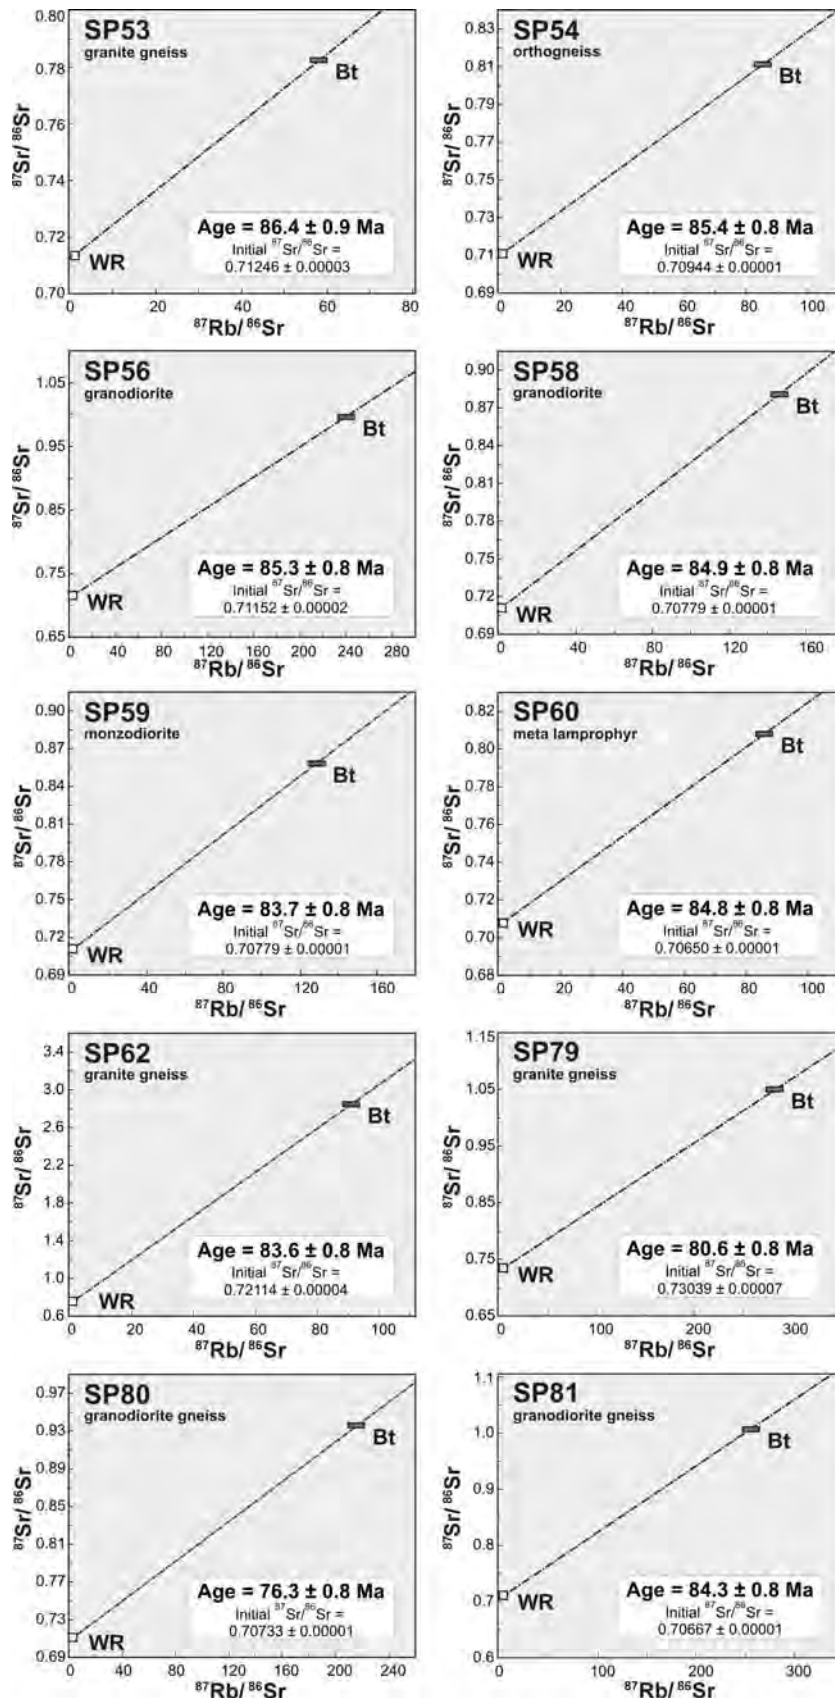 SP53
granite gneiss
0.80
0.78
0.76
0.74
0.72
0.70
⁸⁷Sr/ ⁸⁶Sr
Bt
WR
Age = 86.4 ± 0.9 Ma
Initial ⁸⁷Sr/⁸⁶Sr =
0.71246 ± 0.00003
0 20 40 60 80
⁸⁷Rb/ ⁸⁶Sr
SP54
orthogneiss
0.83
0.81
0.79
0.77
0.75
0.73
0.71
0.69
⁸⁷Sr/ ⁸⁶Sr
Bt
WR
Age = 85.4 ± 0.8 Ma
Initial ⁸⁷Sr/⁸⁶Sr =
0.70944 ± 0.00001
0 20 40 60 80 100
⁸⁷Rb/ ⁸⁶Sr
SP56
granodiorite
1.05
0.95
0.85
0.75
0.65
⁸⁷Sr/ ⁸⁶Sr
Bt
WR
Age = 85.3 ± 0.8 Ma
Initial ⁸⁷Sr/⁸⁶Sr =
0.71152 ± 0.00002
0 40 80 120 160 200 240 280
⁸⁷Rb/ ⁸⁶Sr
SP58
granodiorite
0.90
0.87
0.84
0.81
0.78
0.75
0.72
0.69
⁸⁷Sr/ ⁸⁶Sr
Bt
WR
Age = 84.9 ± 0.8 Ma
Initial ⁸⁷Sr/⁸⁶Sr =
0.70779 ± 0.00001
0 40 80 120 160
⁸⁷Rb/ ⁸⁶Sr
SP59
monzodiorite
0.90
0.87
0.84
0.81
0.78
0.75
0.72
0.69
⁸⁷Sr/ ⁸⁶Sr
Bt
WR
Age = 83.7 ± 0.8 Ma
Initial ⁸⁷Sr/⁸⁶Sr =
0.70779 ± 0.00001
0 40 80 120 160
⁸⁷Rb/ ⁸⁶Sr
SP60
meta lamprophyr
0.82
0.80
0.78
0.76
0.74
0.72
0.70
0.68
⁸⁷Sr/ ⁸⁶Sr
Bt
WR
Age = 84.8 ± 0.8 Ma
Initial ⁸⁷Sr/⁸⁶Sr =
0.70650 ± 0.00001
0 20 40 60 80 100
⁸⁷Rb/ ⁸⁶Sr
SP62
granite gneiss
3.4
3.0
2.6
2.2
1.8
1.4
1.0
0.6
⁸⁷Sr/ ⁸⁶Sr
Bt
WR
Age = 83.6 ± 0.8 Ma
Initial ⁸⁷Sr/⁸⁶Sr =
0.72114 ± 0.00004
0 20 40 60 80 100
⁸⁷Rb/ ⁸⁶Sr
SP79
granite gneiss
1.15
1.05
0.95
0.85
0.75
0.65
⁸⁷Sr/ ⁸⁶Sr
Bt
WR
Age = 80.6 ± 0.8 Ma
Initial ⁸⁷Sr/⁸⁶Sr =
0.73039 ± 0.00007
0 100 200 300
⁸⁷Rb/ ⁸⁶Sr
SP80
granodiorite gneiss
0.97
0.93
0.89
0.85
0.81
0.77
0.73
0.69
⁸⁷Sr/ ⁸⁶Sr
Bt
WR
Age = 76.3 ± 0.8 Ma
Initial ⁸⁷Sr/⁸⁶Sr =
0.70733 ± 0.00001
0 40 80 120 160 200 240
⁸⁷Rb/ ⁸⁶Sr
SP81
granodiorite gneiss
1.1
1.0
0.9
0.8
0.7
0.6
⁸⁷Sr/ ⁸⁶Sr
Bt
WR
Age = 84.3 ± 0.8 Ma
Initial ⁸⁷Sr/⁸⁶Sr =
0.70667 ± 0.00001
0 100 200 300
⁸⁷Rb/ ⁸⁶Sr